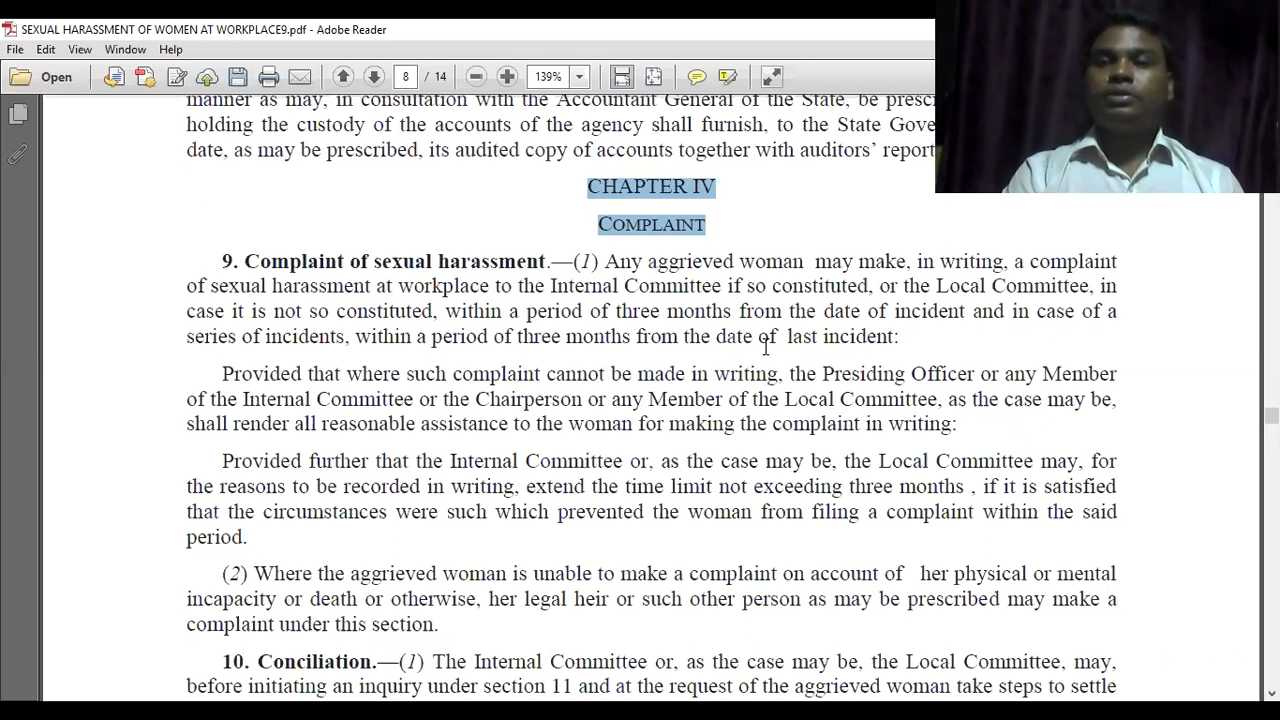 SEXUAL HARASSMENT OF WOMEN AT WORKPLACE9.pdf - Adobe Reader
File Edit View Window Help
Open 8 / 14 139%
manner as may, in consultation with the Accountant General of the State, be
holding the custody of the accounts of the agency shall furnish, to the State
date, as may be prescribed, its audited copy of accounts together with auditors' report
CHAPTER IV
COMPLAINT
9. Complaint of sexual harassment.—(1) Any aggrieved woman may make, in writing, a complaint
of sexual harassment at workplace to the Internal Committee if so constituted, or the Local Committee, in
case it is not so constituted, within a period of three months from the date of incident and in case of a
series of incidents, within a period of three months from the date of last incident:
Provided that where such complaint cannot be made in writing, the Presiding Officer or any Member
of the Internal Committee or the Chairperson or any Member of the Local Committee, as the case may be,
shall render all reasonable assistance to the woman for making the complaint in writing:
Provided further that the Internal Committee or, as the case may be, the Local Committee may, for
the reasons to be recorded in writing, extend the time limit not exceeding three months , if it is satisfied
that the circumstances were such which prevented the woman from filing a complaint within the said
period.
(2) Where the aggrieved woman is unable to make a complaint on account of her physical or mental
incapacity or death or otherwise, her legal heir or such other person as may be prescribed may make a
complaint under this section.
10. Conciliation.—(1) The Internal Committee or, as the case may be, the Local Committee, may,
before initiating an inquiry under section 11 and at the request of the aggrieved woman take steps to settle